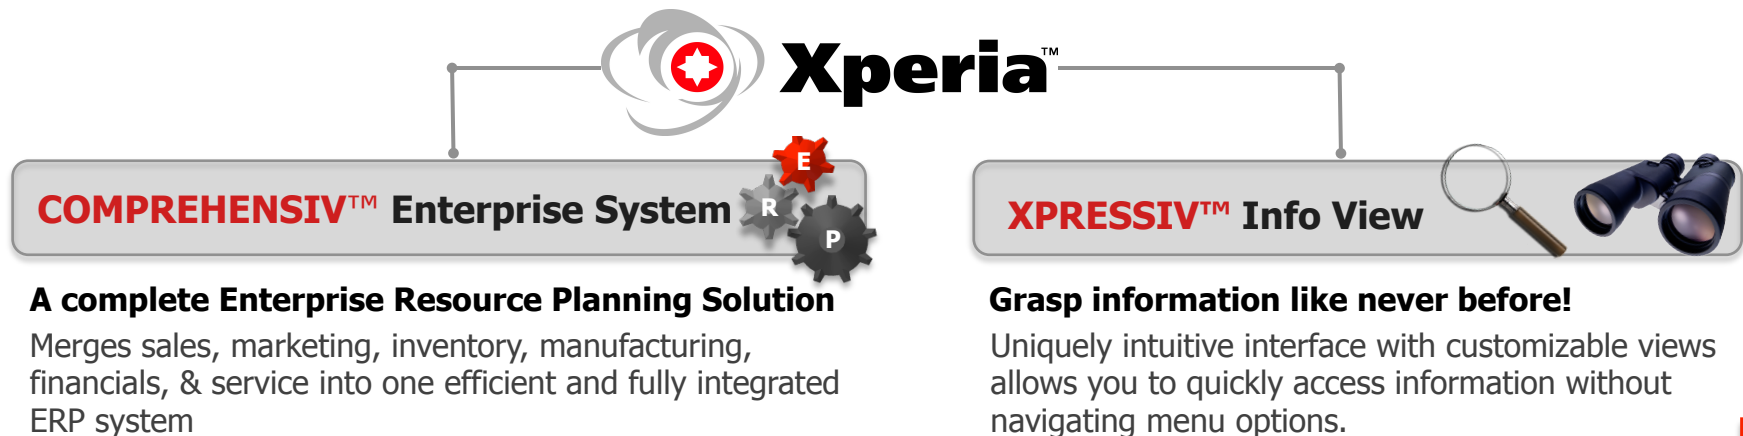 Xperia™
COMPREHENSIV™ Enterprise System
E
R
P
A complete Enterprise Resource Planning Solution
Merges sales, marketing, inventory, manufacturing,
financials, & service into one efficient and fully integrated
ERP system
XPRESSIV™ Info View
Grasp information like never before!
Uniquely intuitive interface with customizable views
allows you to quickly access information without
navigating menu options.